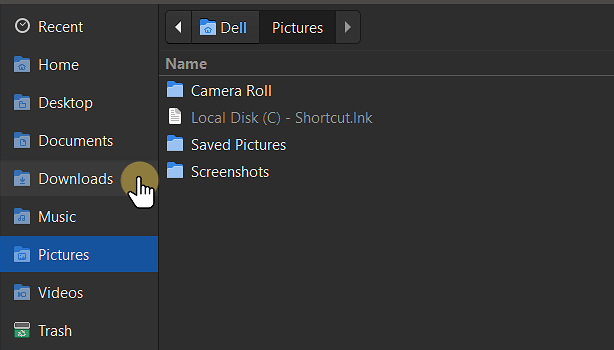 Recent
Home
Desktop
Documents
Downloads
Music
Pictures
Videos
Trash
Dell Pictures
Name
Camera Roll
Local Disk (C) - Shortcut.lnk
Saved Pictures
Screenshots